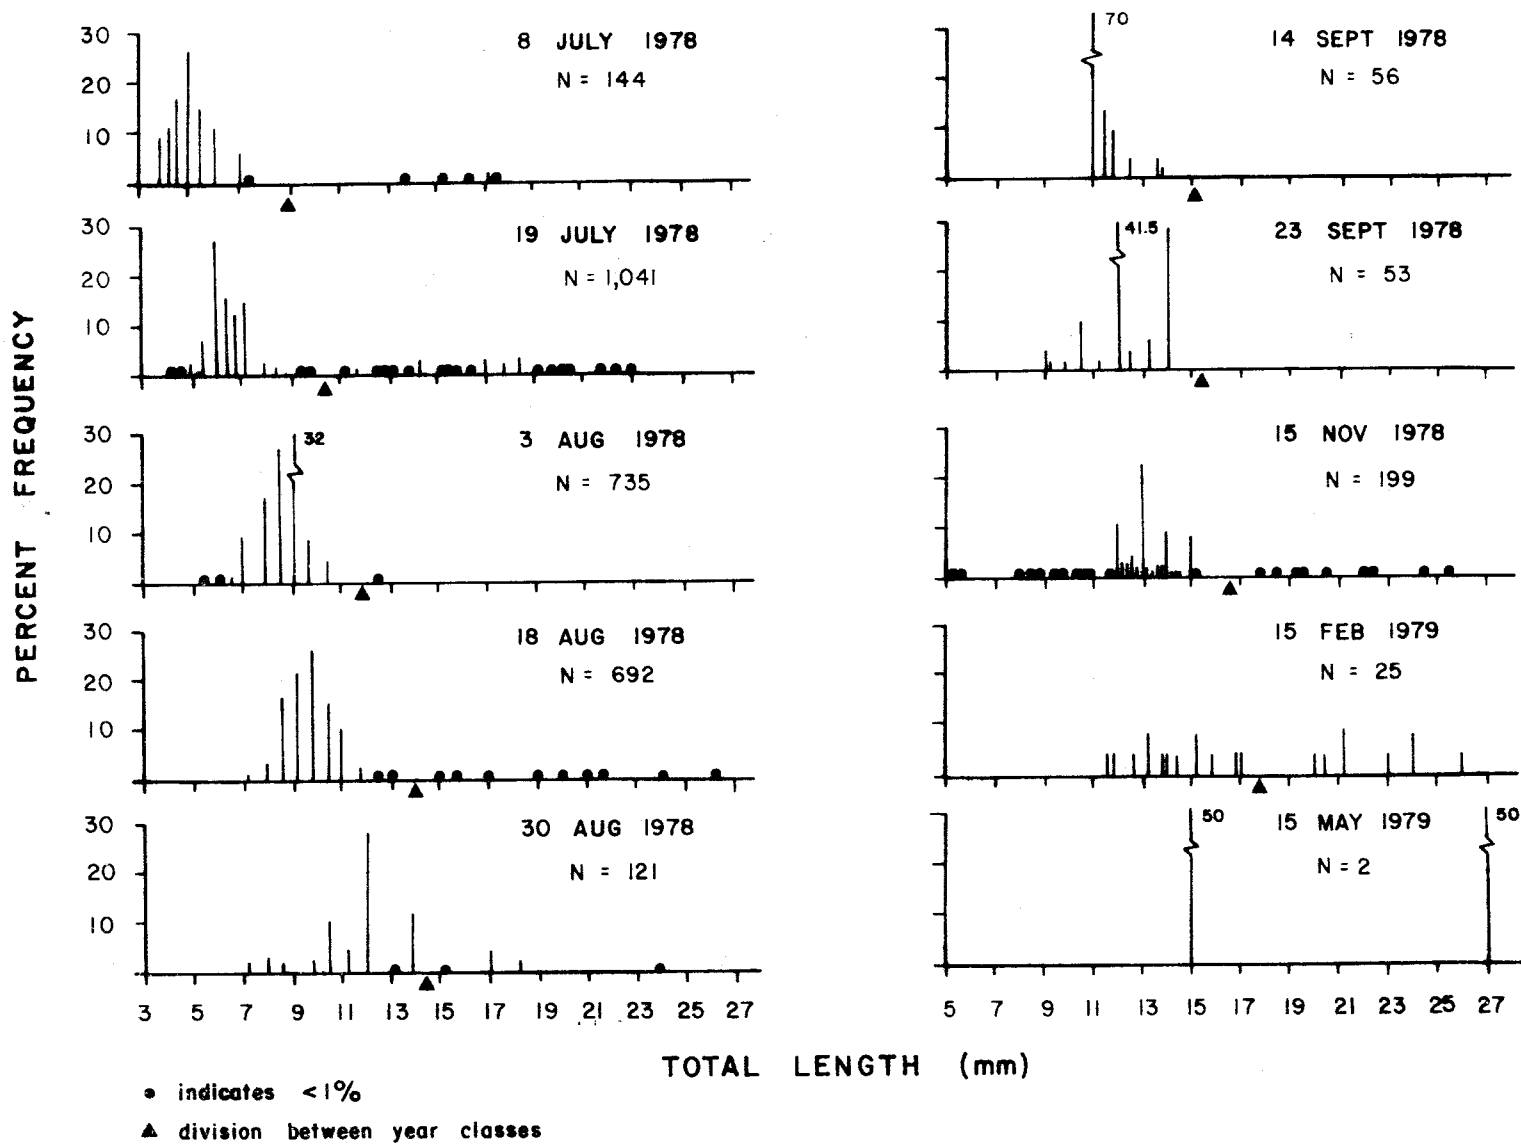 PERCENT FREQUENCY
30
20
10
8 JULY 1978
N = 144
30
20
10
19 JULY 1978
N = 1,041
30
20
10
32
3 AUG 1978
N = 735
30
20
10
18 AUG 1978
N = 692
30
20
10
30 AUG 1978
N = 121
3 5 7 9 11 13 15 17 19 21 23 25 27
70
14 SEPT 1978
N = 56
41.5
23 SEPT 1978
N = 53
15 NOV 1978
N = 199
15 FEB 1979
N = 25
50
15 MAY 1979
N = 2
50
5 7 9 11 13 15 17 19 21 23 25 27
TOTAL LENGTH (mm)
• indicates <1%
▲ division between year classes